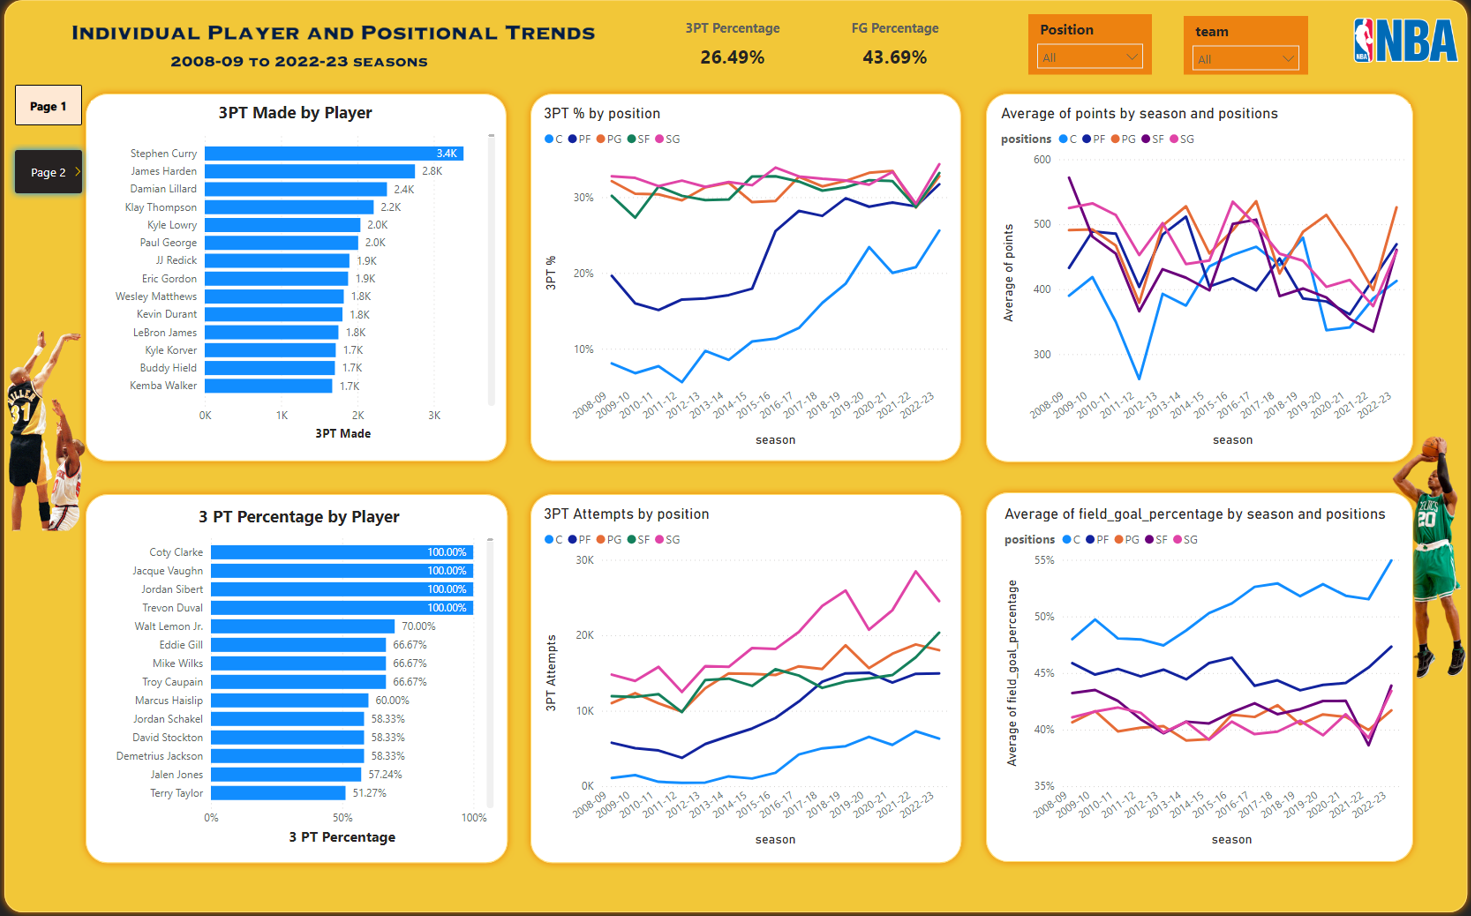 INDIVIDUAL PLAYER AND POSITIONAL TRENDS
2008-09 TO 2022-23 SEASONS
3PT Percentage
26.49%
FG Percentage
43.69%
Position
All
team
All
NBA
Page 1
Page 2
3PT Made by Player
Stephen Curry 3.4K
James Harden 2.8K
Damian Lillard 2.4K
Klay Thompson 2.2K
Kyle Lowry 2.0K
Paul George 2.0K
JJ Redick 1.9K
Eric Gordon 1.9K
Wesley Matthews 1.8K
Kevin Durant 1.8K
LeBron James 1.8K
Kyle Korver 1.7K
Buddy Hield 1.7K
Kemba Walker 1.7K
0K 1K 2K 3K
3PT Made
3PT % by position
C PF PG SF SG
30%
20%
10%
3PT %
2008-09 2009-10 2010-11 2011-12 2012-13 2013-14 2014-15 2015-16 2016-17 2017-18 2018-19 2019-20 2020-21 2021-22 2022-23
season
Average of points by season and positions
positions C PF PG SF SG
600
500
400
300
Average of points
2008-09 2009-10 2010-11 2011-12 2012-13 2013-14 2014-15 2015-16 2016-17 2017-18 2018-19 2019-20 2020-21 2021-22 2022-23
season
MILLER
31
3 PT Percentage by Player
Coty Clarke 100.00%
Jacque Vaughn 100.00%
Jordan Sibert 100.00%
Trevon Duval 100.00%
Walt Lemon Jr. 70.00%
Eddie Gill 66.67%
Mike Wilks 66.67%
Troy Caupain 66.67%
Marcus Haislip 60.00%
Jordan Schakel 58.33%
David Stockton 58.33%
Demetrius Jackson 58.33%
Jalen Jones 57.24%
Terry Taylor 51.27%
0% 50% 100%
3 PT Percentage
3PT Attempts by position
C PF PG SF SG
30K
20K
10K
0K
3PT Attempts
2008-09 2009-10 2010-11 2011-12 2012-13 2013-14 2014-15 2015-16 2016-17 2017-18 2018-19 2019-20 2020-21 2021-22 2022-23
season
Average of field_goal_percentage by season and positions
positions C PF PG SF SG
55%
50%
45%
40%
35%
Average of field_goal_percentage
2008-09 2009-10 2010-11 2011-12 2012-13 2013-14 2014-15 2015-16 2016-17 2017-18 2018-19 2019-20 2020-21 2021-22 2022-23
season
CELTICS
20